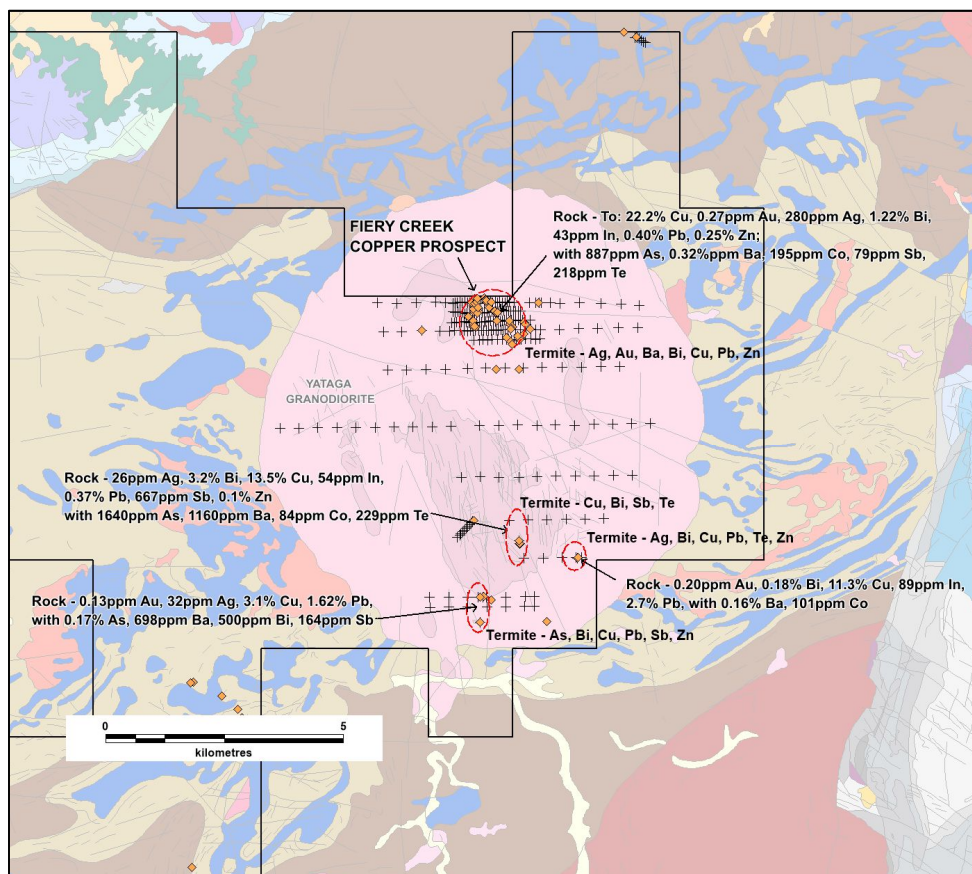 Rock - To: 22.2% Cu, 0.27ppm Au, 280ppm Ag, 1.22% Bi,
43ppm In, 0.40% Pb, 0.25% Zn;
with 887ppm As, 0.32%ppm Ba, 195ppm Co, 79ppm Sb,
218ppm Te
FIERY CREEK
COPPER PROSPECT
Termite - Ag, Au, Ba, Bi, Cu, Pb, Zn
YATAGA
GRANODIORITE
Rock - 26ppm Ag, 3.2% Bi, 13.5% Cu, 54ppm In,
0.37% Pb, 667ppm Sb, 0.1% Zn
with 1640ppm As, 1160ppm Ba, 84ppm Co, 229ppm Te
Termite - Cu, Bi, Sb, Te
Termite - Ag, Bi, Cu, Pb, Te, Zn
Rock - 0.20ppm Au, 0.18% Bi, 11.3% Cu, 89ppm In,
2.7% Pb, with 0.16% Ba, 101ppm Co
Rock - 0.13ppm Au, 32ppm Ag, 3.1% Cu, 1.62% Pb,
with 0.17% As, 698ppm Ba, 500ppm Bi, 164ppm Sb
Termite - As, Bi, Cu, Pb, Sb, Zn
0 5
kilometres